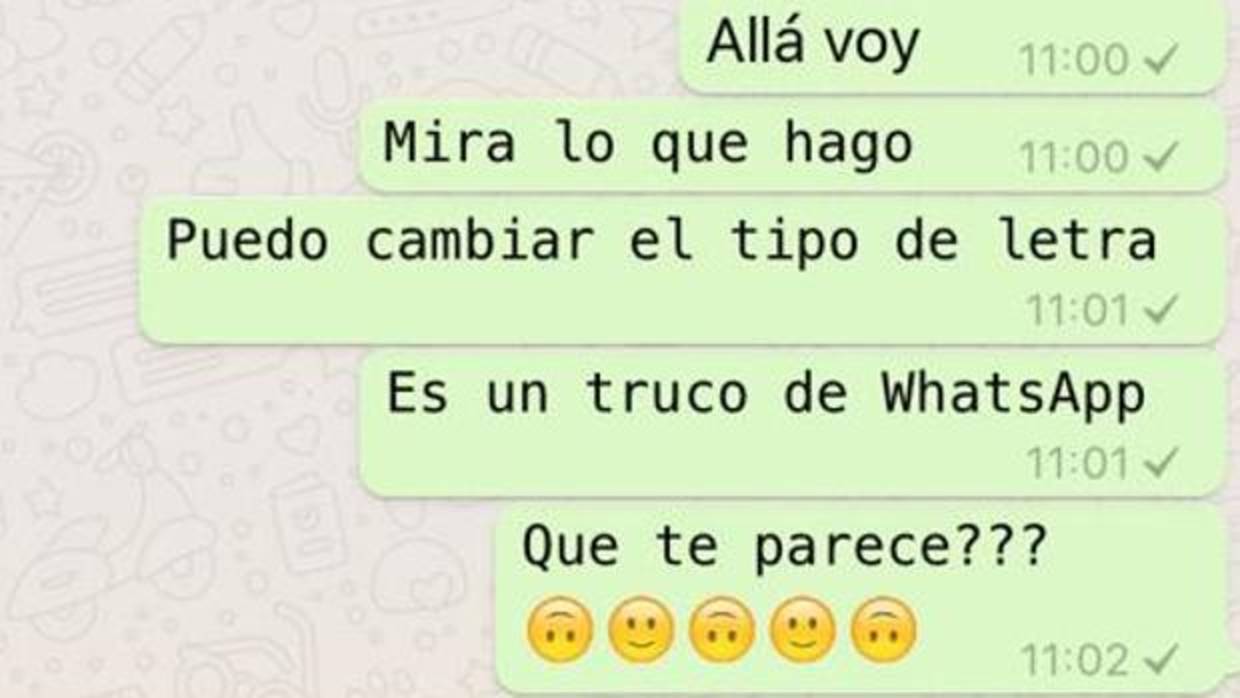 Allá voy 11:00
Mira lo que hago 11:00
Puedo cambiar el tipo de letra
11:01
Es un truco de WhatsApp
11:01
Que te parece???
🙃🙂🙃🙂🙃 11:02